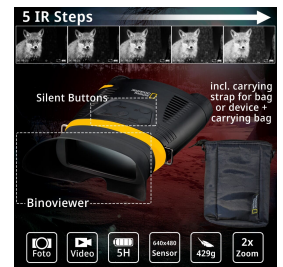 5 IR Steps
Silent Buttons
incl. carrying
strap for bag
or device +
carrying bag
Binoviewer
Foto
Video
5H
640x480
Sensor
429g
2x
Zoom